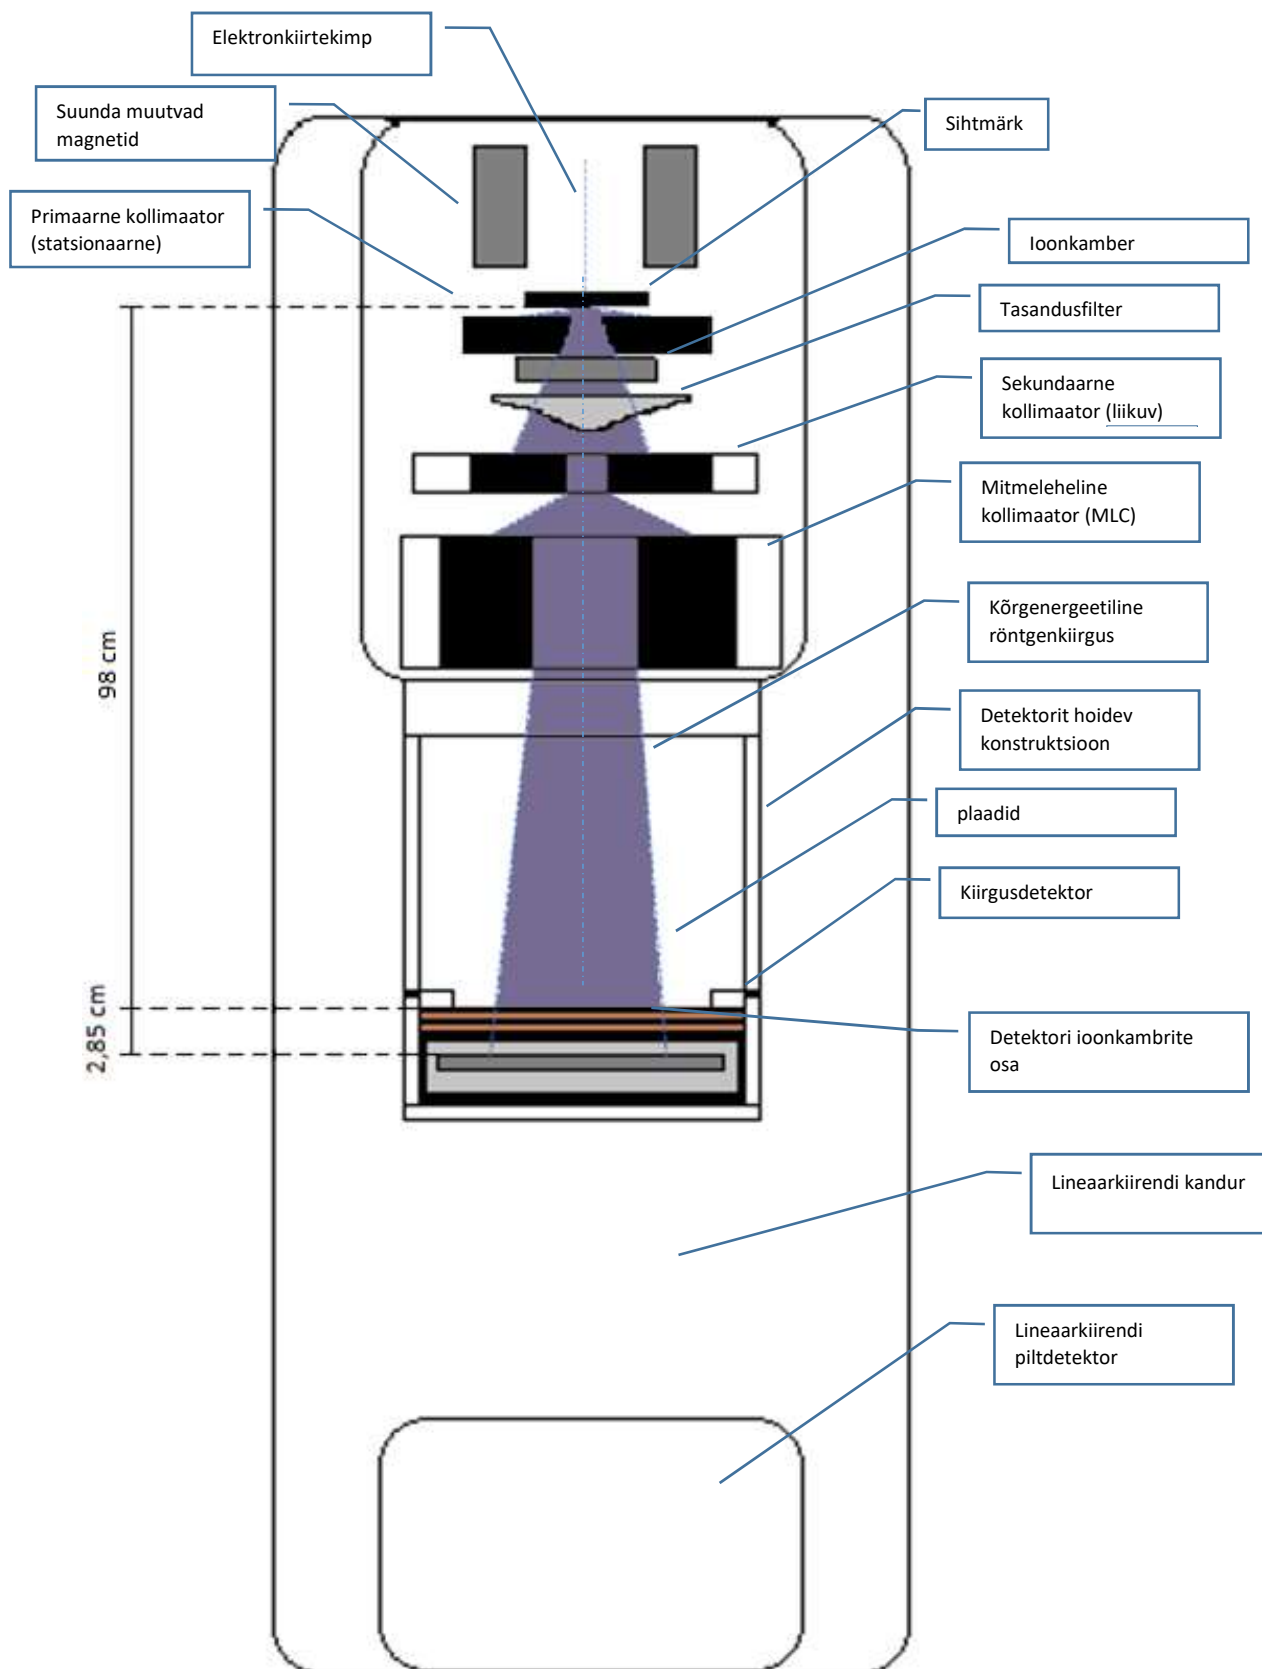 Elektronkiirtekimp
Suunda muutvad
magnetid
Sihtmärk
Primaarne kollimaator
(statsionaarne)
Ioonkamber
Tasandusfilter
Sekundaarne
kollimaator (liikuv)
Mitmeleheline
kollimaator (MLC)
Kõrgenergeetiline
röntgenkiirgus
98 cm
Detektorit hoidev
konstruktsioon
plaadid
Kiirgusdetektor
2,85 cm
Detektori ioonkambrite
osa
Lineaarkiirendi kandur
Lineaarkiirendi
piltdetektor